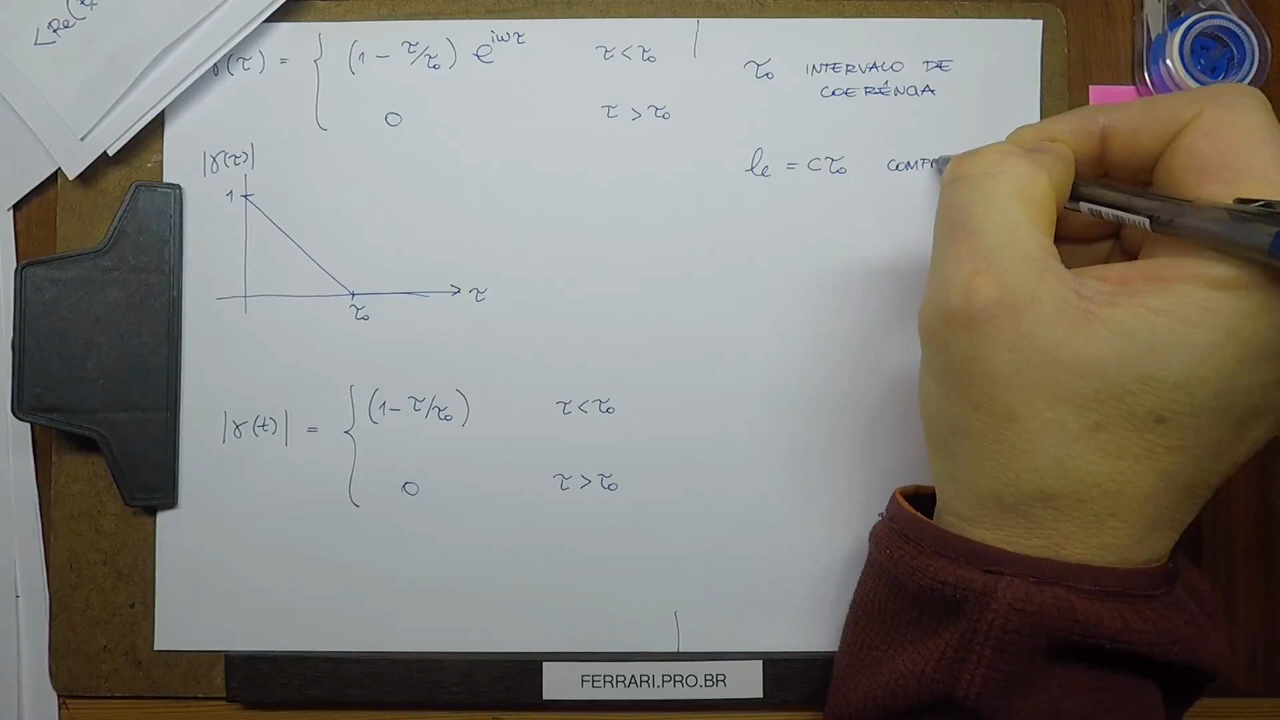 γ(τ) = { (1 - τ/τ₀) e^{iωτ}   τ < τ₀
0   τ > τ₀
|γ(τ)|
1
τ₀
τ
|γ(t)| = { (1 - τ/τ₀)   τ < τ₀
0   τ > τ₀
τ₀ INTERVALO DE
COERÊNCIA
lc = cτ₀
FERRARI.PRO.BR